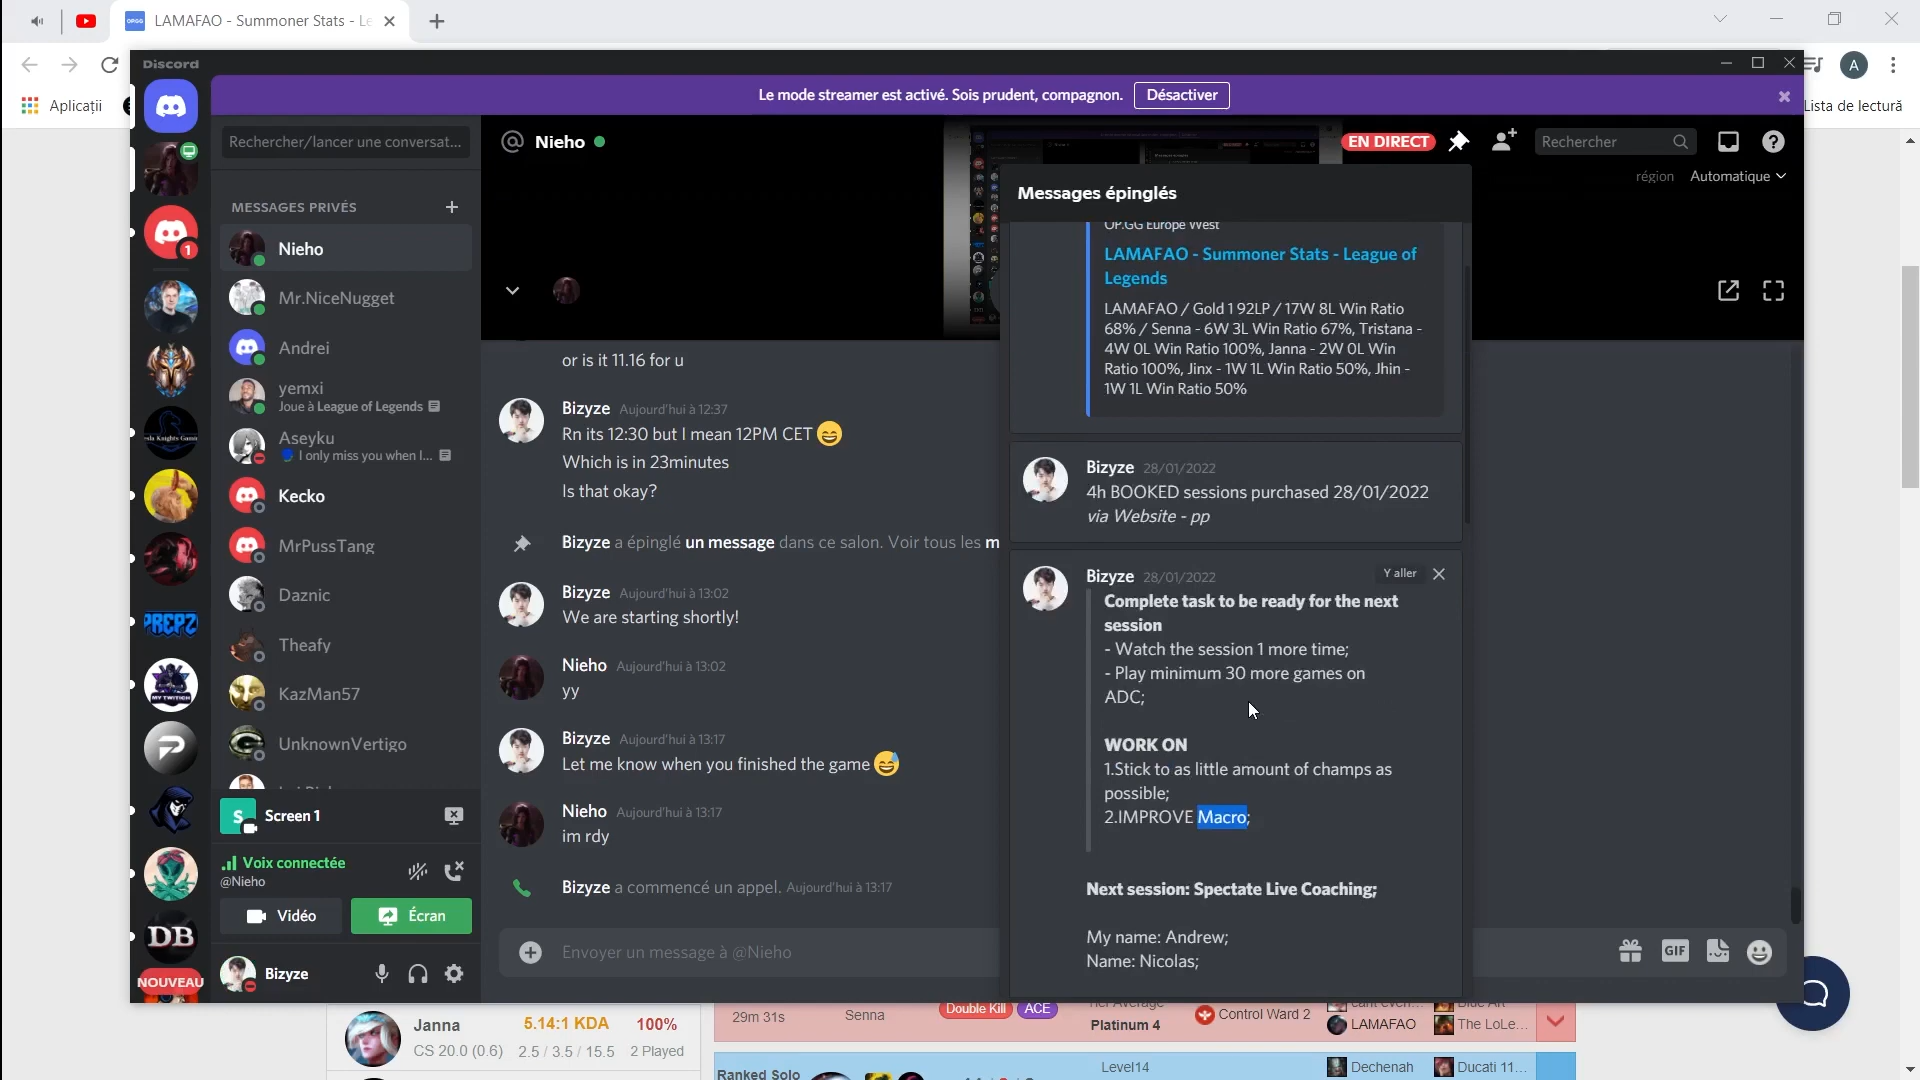 LAMAFAO - Summoner Stats - Le
Aplicații
Lista de lectură
A
Discord
Le mode streamer est activé. Sois prudent, compagnon.
Désactiver
Rechercher/lancer une conversat...
Nieho
EN DIRECT
Rechercher
région Automatique
MESSAGES PRIVÉS
Nieho
Mr.NiceNugget
Andrei
yemxi
Joue à League of Legends
Aseyku
I only miss you when I...
Kecko
MrPussTang
Daznic
Theafy
KazMan57
UnknownVertigo
1
PREPZ
MY TWITCH
DB
NOUVEAU
S
Screen 1
Voix connectée
@Nieho
Vidéo
Écran
Bizyze
or is it 11.16 for u
Bizyze Aujourd'hui à 12:37
Rn its 12:30 but I mean 12PM CET
Which is in 23minutes
Is that okay?
Bizyze a épinglé un message dans ce salon. Voir tous les m
Bizyze Aujourd'hui à 13:02
We are starting shortly!
Nieho Aujourd'hui à 13:02
yy
Bizyze Aujourd'hui à 13:17
Let me know when you finished the game
Nieho Aujourd'hui à 13:17
im rdy
Bizyze a commencé un appel. Aujourd'hui à 13:17
Envoyer un message à @Nieho
GIF
Messages épinglés
OP.GG Europe West
LAMAFAO - Summoner Stats - League of
Legends
LAMAFAO / Gold 1 92LP / 17W 8L Win Ratio
68% / Senna - 6W 3L Win Ratio 67%, Tristana -
4W 0L Win Ratio 100%, Janna - 2W 0L Win
Ratio 100%, Jinx - 1W 1L Win Ratio 50%, Jhin -
1W 1L Win Ratio 50%
Bizyze 28/01/2022
4h BOOKED sessions purchased 28/01/2022
via Website - pp
Bizyze 28/01/2022
Y aller
Complete task to be ready for the next
session
- Watch the session 1 more time;
- Play minimum 30 more games on
ADC;
WORK ON
1.Stick to as little amount of champs as
possible;
2.IMPROVE Macro;
Next session: Spectate Live Coaching;
My name: Andrew;
Name: Nicolas;
Janna
5.14:1 KDA
100%
CS 20.0 (0.6)
2.5 / 3.5 / 15.5
2 Played
29m 31s
Senna
Double Kill
ACE
Tier Average
Platinum 4
Control Ward 2
LAMAFAO
The LoLe...
Ranked Solo
Level14
Dechenah
Ducati 11...